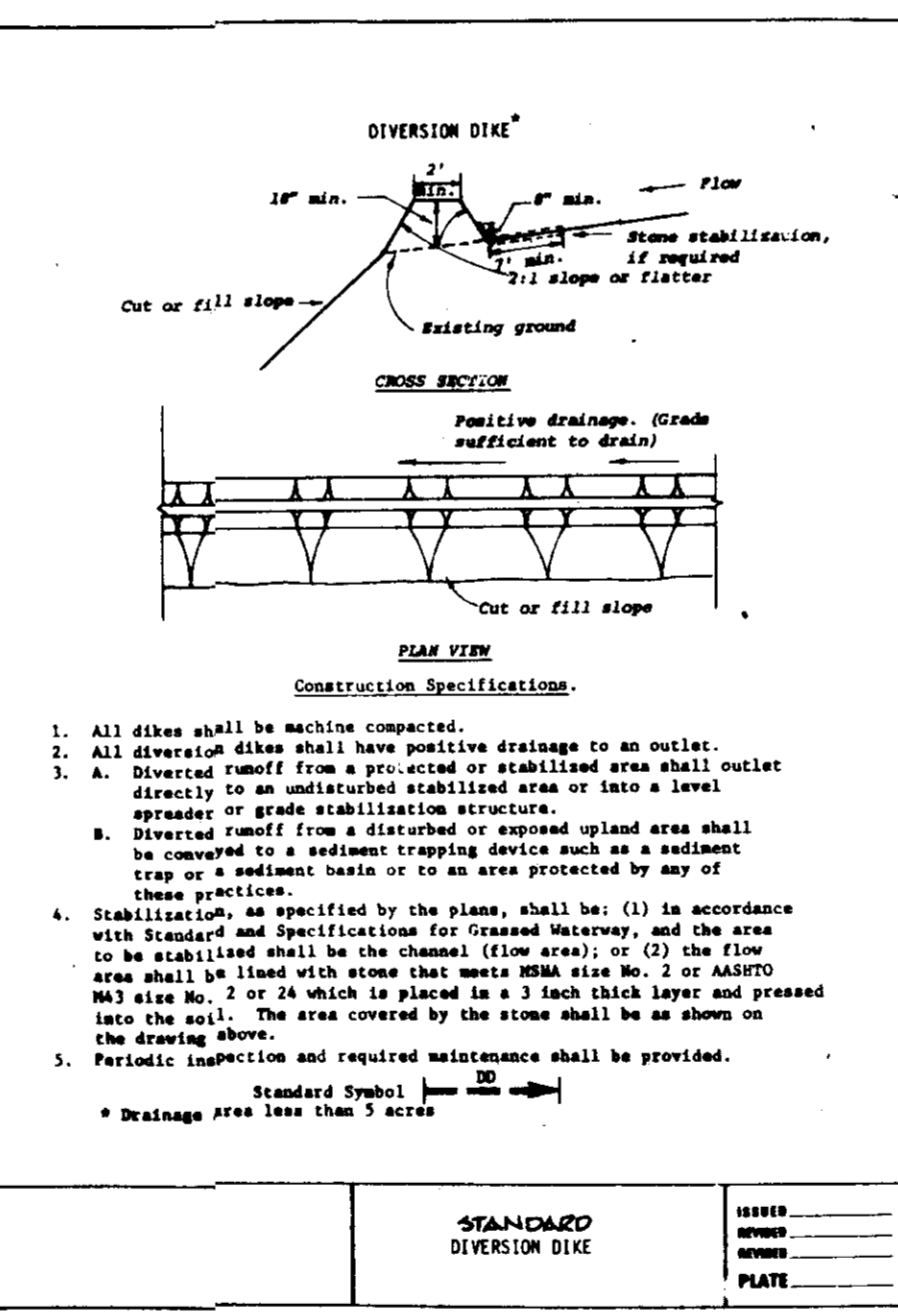 DIVERSION DIKE*
2'
min.
18" min.
8" min.
Flow
Stone stabilization,
if required
7' min.
2:1 slope or flatter
Cut or fill slope
Existing ground
CROSS SECTION
Positive drainage. (Grade
sufficient to drain)
Cut or fill slope
PLAN VIEW
Construction Specifications.
1. All dikes shall be machine compacted.
2. All diversion dikes shall have positive drainage to an outlet.
3. A. Diverted runoff from a protected or stabilized area shall outlet
directly to an undisturbed stabilized area or into a level
spreader or grade stabilization structure.
B. Diverted runoff from a disturbed or exposed upland area shall
be conveyed to a sediment trapping device such as a sediment
trap or a sediment basin or to an area protected by any of
these practices.
4. Stabilization, as specified by the plans, shall be; (1) in accordance
with Standard and Specifications for Grassed Waterway, and the area
to be stabilized shall be the channel (flow area); or (2) the flow
area shall be lined with stone that meets MSMA size No. 2 or AASHTO
M43 size No. 2 or 24 which is placed in a 3 inch thick layer and pressed
into the soil. The area covered by the stone shall be as shown on
the drawing above.
5. Periodic inspection and required maintenance shall be provided.
DD
Standard Symbol
* Drainage Area less than 5 acres
STANDARD
DIVERSION DIKE
ISSUED
REVISED
REVISED
PLATE